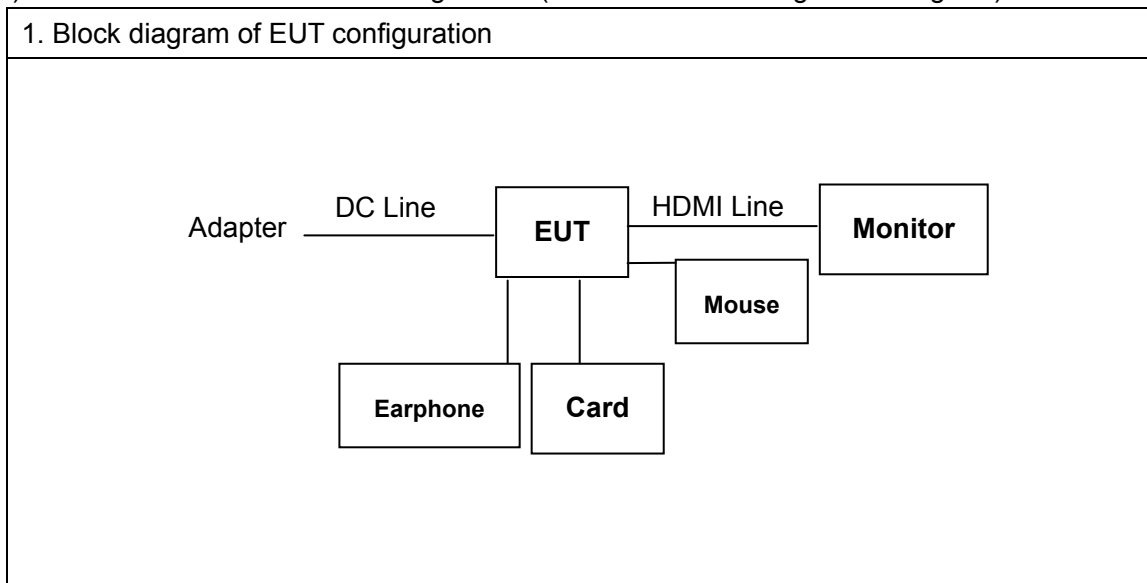 1. Block diagram of EUT configuration
DC Line
HDMI Line
Adapter
EUT
Monitor
Mouse
Earphone
Card